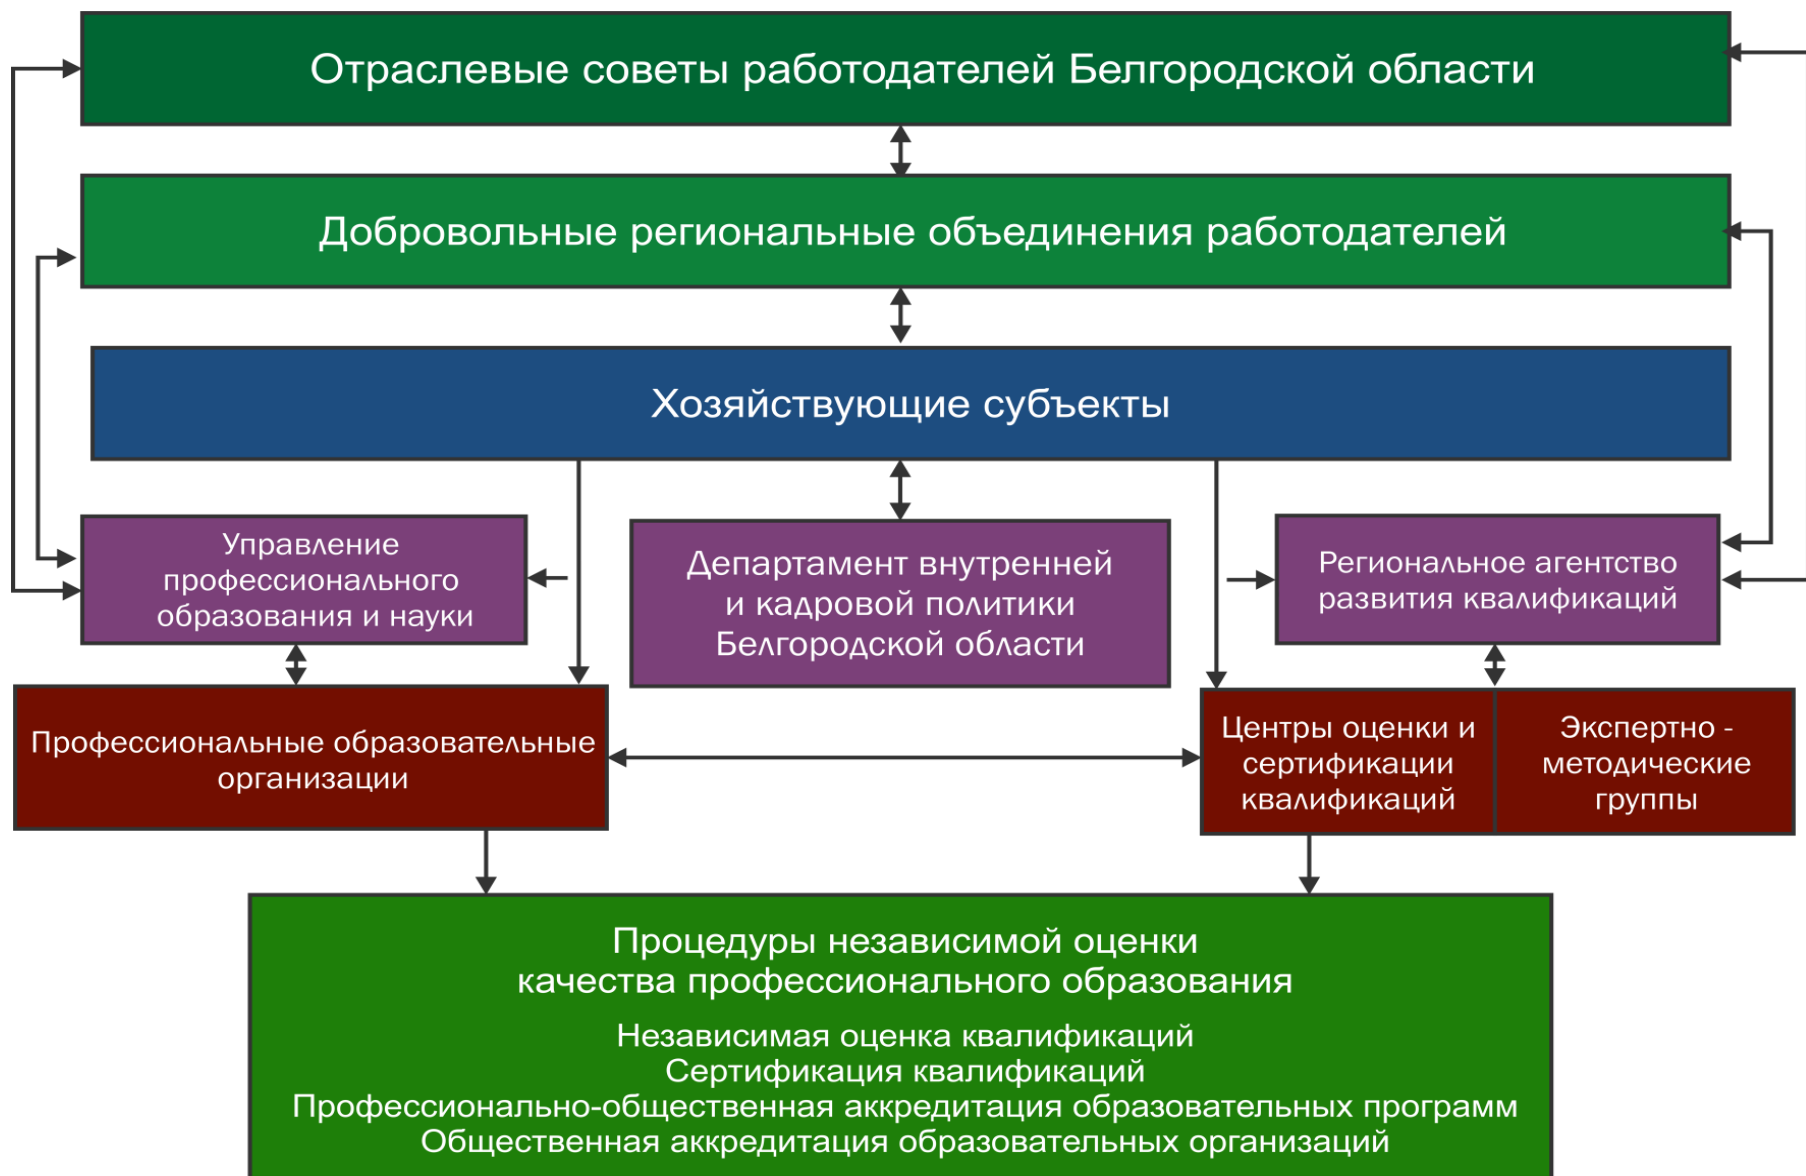 Отраслевые советы работодателей Белгородской области
Добровольные региональные объединения работодателей
Хозяйствующие субъекты
Управление
профессионального
образования и науки
Департамент внутренней
и кадровой политики
Белгородской области
Региональное агентство
развития квалификаций
Профессиональные образовательные
организации
Центры оценки и
сертификации
квалификаций
Экспертно -
методические
группы
Процедуры независимой оценки
качества профессионального образования
Независимая оценка квалификаций
Сертификация квалификаций
Профессионально-общественная аккредитация образовательных программ
Общественная аккредитация образовательных организаций